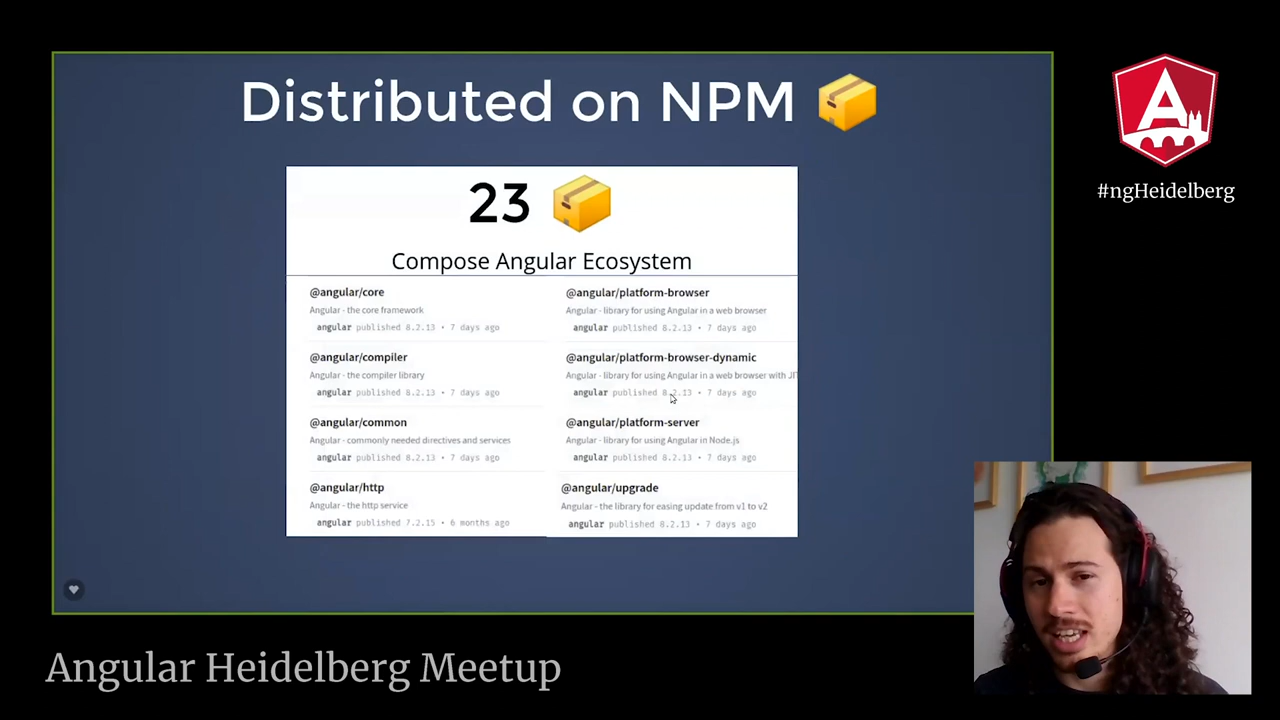 Distributed on NPM
23
Compose Angular Ecosystem
@angular/core
Angular - the core framework
angular published 8.2.13 • 7 days ago
@angular/compiler
Angular - the compiler library
angular published 8.2.13 • 7 days ago
@angular/common
Angular - commonly needed directives and services
angular published 8.2.13 • 7 days ago
@angular/http
Angular - the http service
angular published 7.2.15 • 6 months ago
@angular/platform-browser
Angular - library for using Angular in a web browser
angular published 8.2.13 • 7 days ago
@angular/platform-browser-dynamic
Angular - library for using Angular in a web browser with JIT
angular published 8.2.13 • 7 days ago
@angular/platform-server
Angular - library for using Angular in Node.js
angular published 8.2.13 • 7 days ago
@angular/upgrade
Angular - the library for easing update from v1 to v2
angular published 8.2.13 • 7 days ago
A
#ngHeidelberg
Angular Heidelberg Meetup